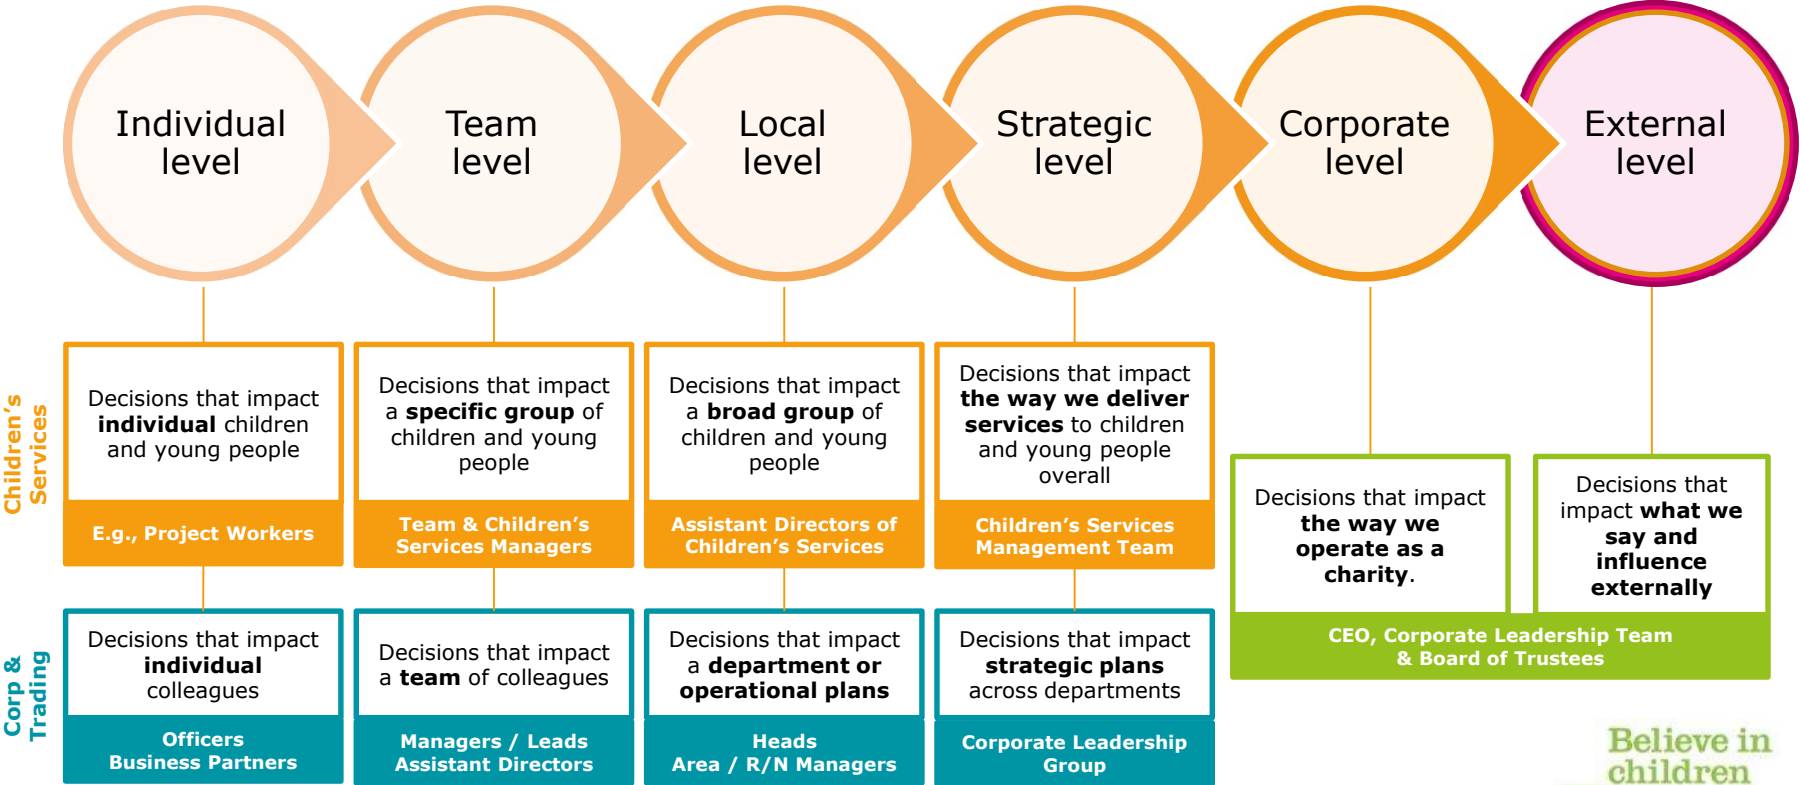 Individual
level
Team
level
Local
level
Strategic
level
Corporate
level
External
level
Children's
Services
Decisions that impact
individual children
and young people
E.g., Project Workers
Decisions that impact
a specific group of
children and young
people
Team & Children's
Services Managers
Decisions that impact
a broad group of
children and young
people
Assistant Directors of
Children's Services
Decisions that impact
the way we deliver
services to children
and young people
overall
Children's Services
Management Team
Decisions that impact
the way we
operate as a
charity.
Decisions that
impact what we
say and
influence
externally
CEO, Corporate Leadership Team
& Board of Trustees
Corp &
Trading
Decisions that impact
individual
colleagues
Officers
Business Partners
Decisions that impact
a team of colleagues
Managers / Leads
Assistant Directors
Decisions that impact
a department or
operational plans
Heads
Area / R/N Managers
Decisions that impact
strategic plans
across departments
Corporate Leadership
Group
Believe in
children